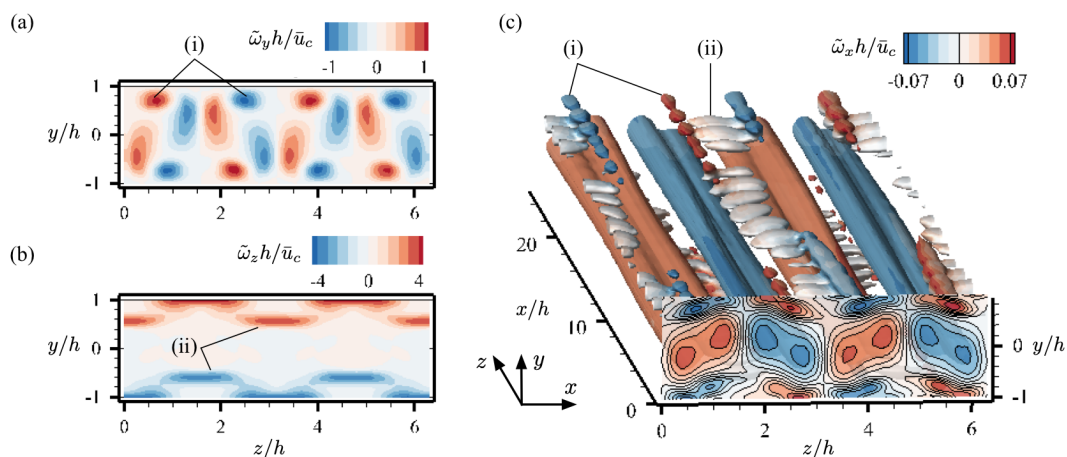 (a)
ω̃_y h/ū_c
-1 0 1
(i)
y/h
1
0
-1
0 2 4 6
(b)
ω̃_z h/ū_c
-4 0 4
y/h
1
0
-1
(ii)
0 2 4 6
z/h
(c)
(i)
(ii)
ω̃_x h/ū_c
-0.07 0 0.07
20
x/h
10
0
z
y
x
0 y/h
-1
0 2 4 6
z/h